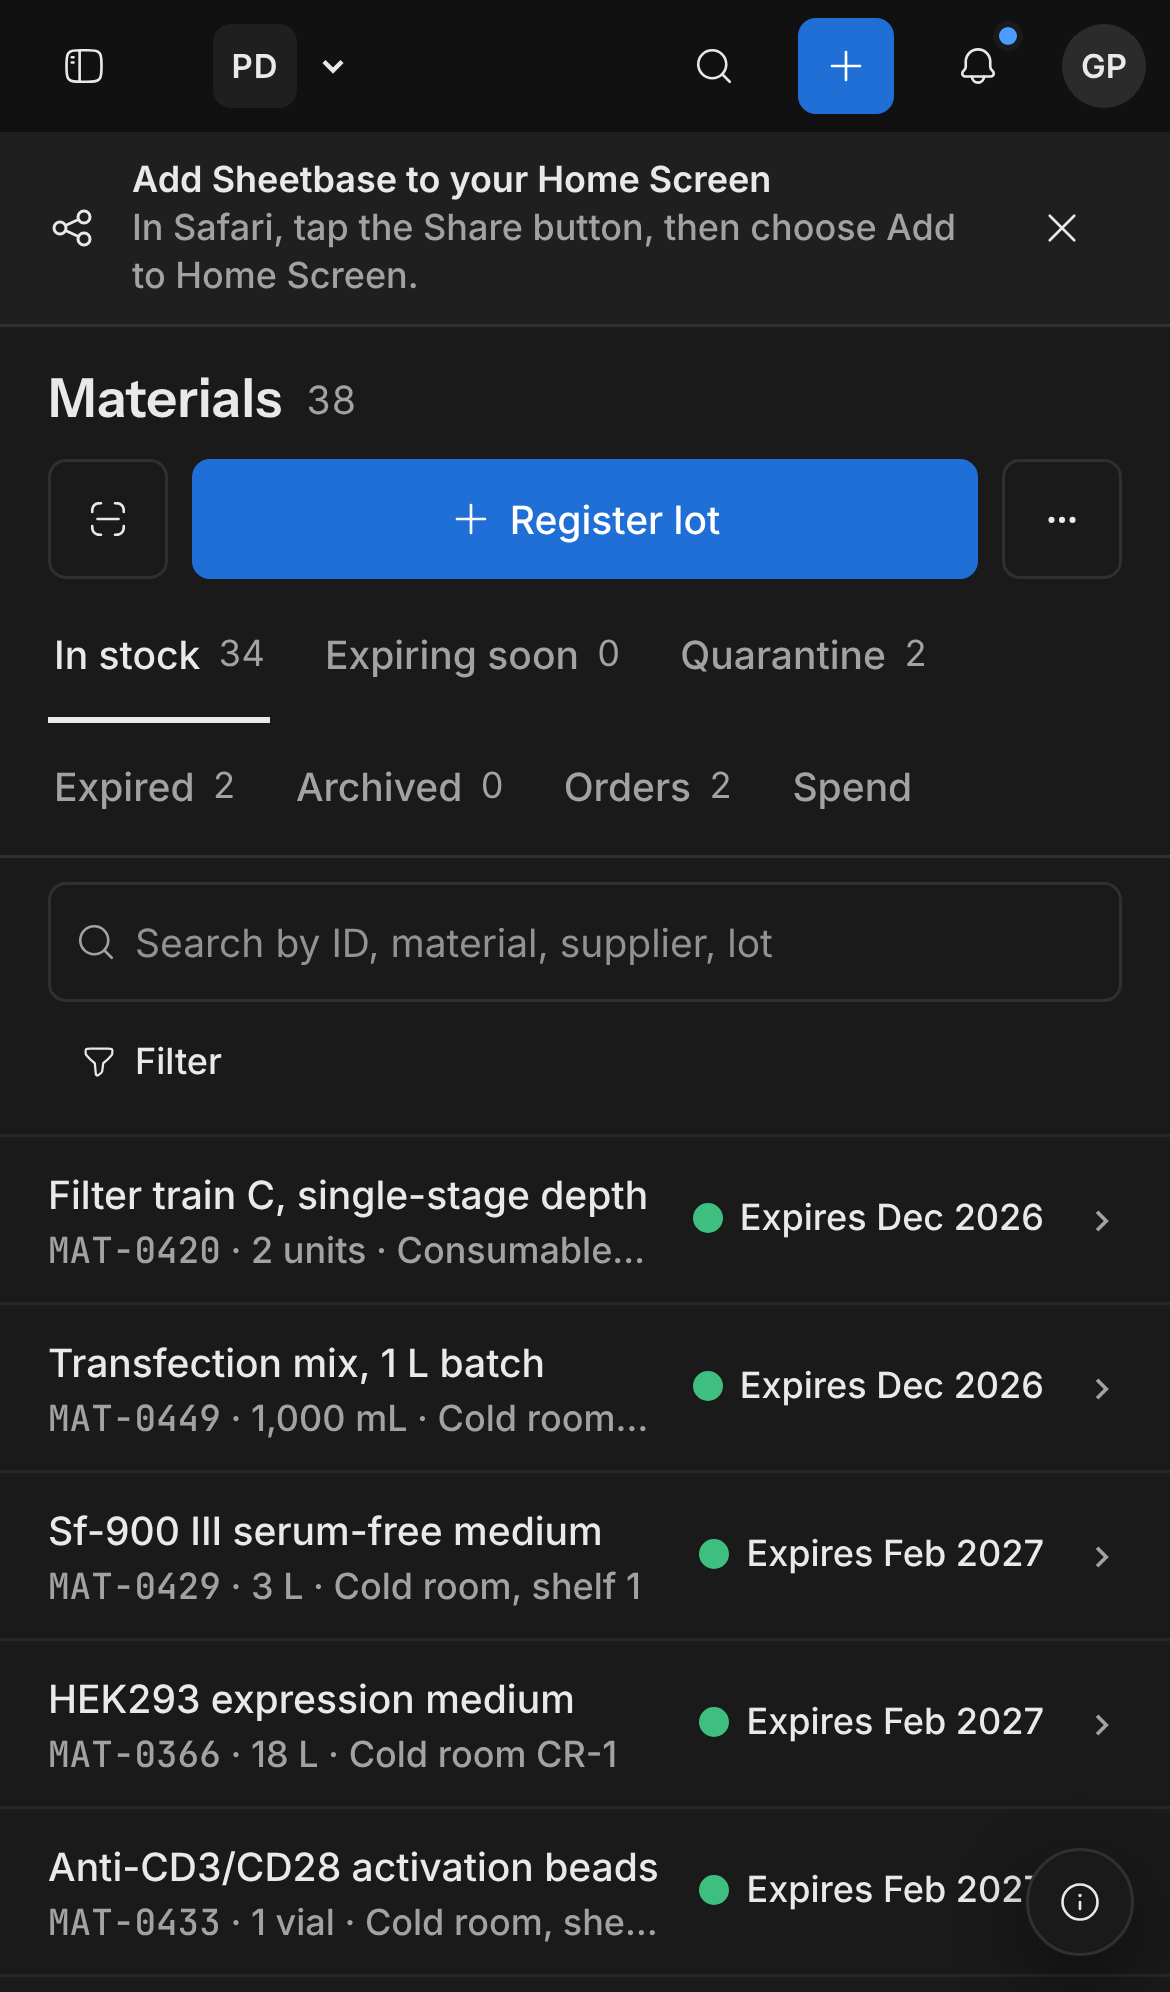 PD
GP
Add Sheetbase to your Home Screen
In Safari, tap the Share button, then choose Add
to Home Screen.
Materials 38
Register lot
In stock 34 Expiring soon 0 Quarantine 2
Expired 2 Archived 0 Orders 2 Spend
Search by ID, material, supplier, lot
Filter
Filter train C, single-stage depth
MAT-0420 · 2 units · Consumable...
Expires Dec 2026
Transfection mix, 1 L batch
MAT-0449 · 1,000 mL · Cold room...
Expires Dec 2026
Sf-900 III serum-free medium
MAT-0429 · 3 L · Cold room, shelf 1
Expires Feb 2027
HEK293 expression medium
MAT-0366 · 18 L · Cold room CR-1
Expires Feb 2027
Anti-CD3/CD28 activation beads
MAT-0433 · 1 vial · Cold room, she...
Expires Feb 2027